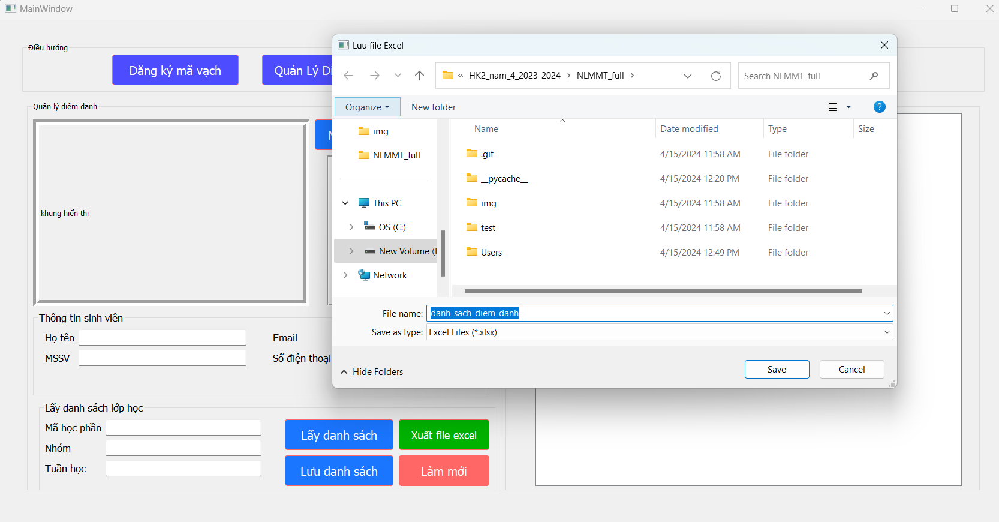 MainWindow
Điều hướng
Đăng ký mã vạch
Quản Lý Đi
Quản lý điểm danh
khung hiển thị
Thông tin sinh viên
Họ tên
Email
MSSV
Số điện thoại
Lấy danh sách lớp học
Mã học phần
Nhóm
Tuần học
Lấy danh sách
Xuất file excel
Lưu danh sách
Làm mới
Luu file Excel
« HK2_nam_4_2023-2024 › NLMMT_full ›
Search NLMMT_full
Organize
New folder
?
img
NLMMT_full
This PC
OS (C:)
New Volume (
Network
Name Date modified Type Size
.git 4/15/2024 11:58 AM File folder
__pycache__ 4/15/2024 12:20 PM File folder
img 4/15/2024 11:58 AM File folder
test 4/15/2024 11:58 AM File folder
Users 4/15/2024 12:49 PM File folder
File name: danh_sach_diem_danh
Save as type: Excel Files (*.xlsx)
Hide Folders
Save
Cancel